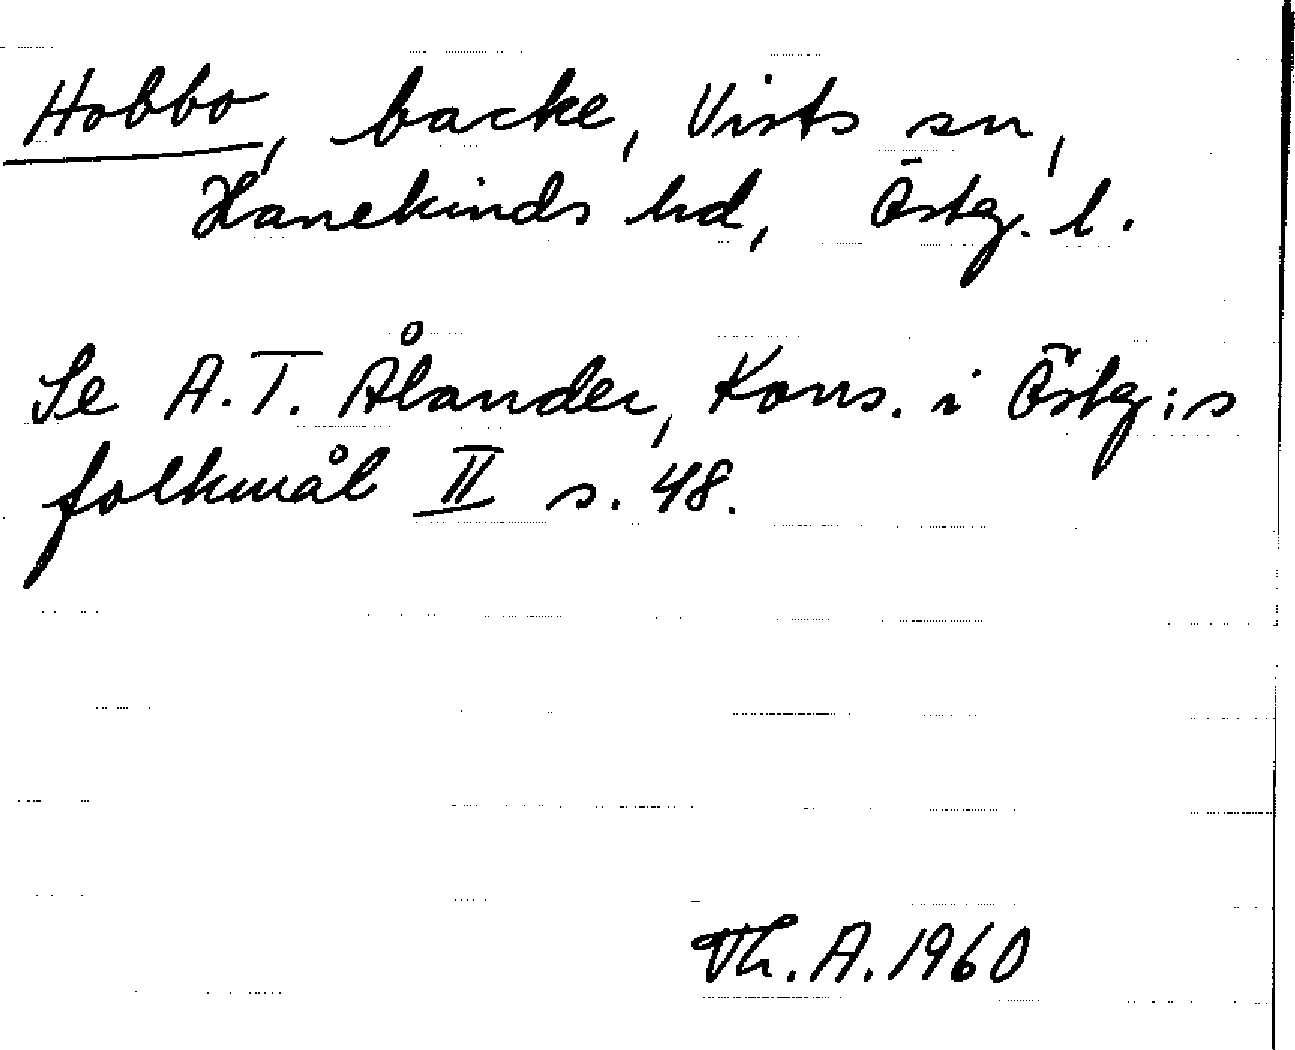 Hobbo, backe, Vists sn,
Hanekinds hd, Östg. l.
Se A.T. Ålander, Kons. i Östg:s
folkmål II s. 48.
Th. A. 1960